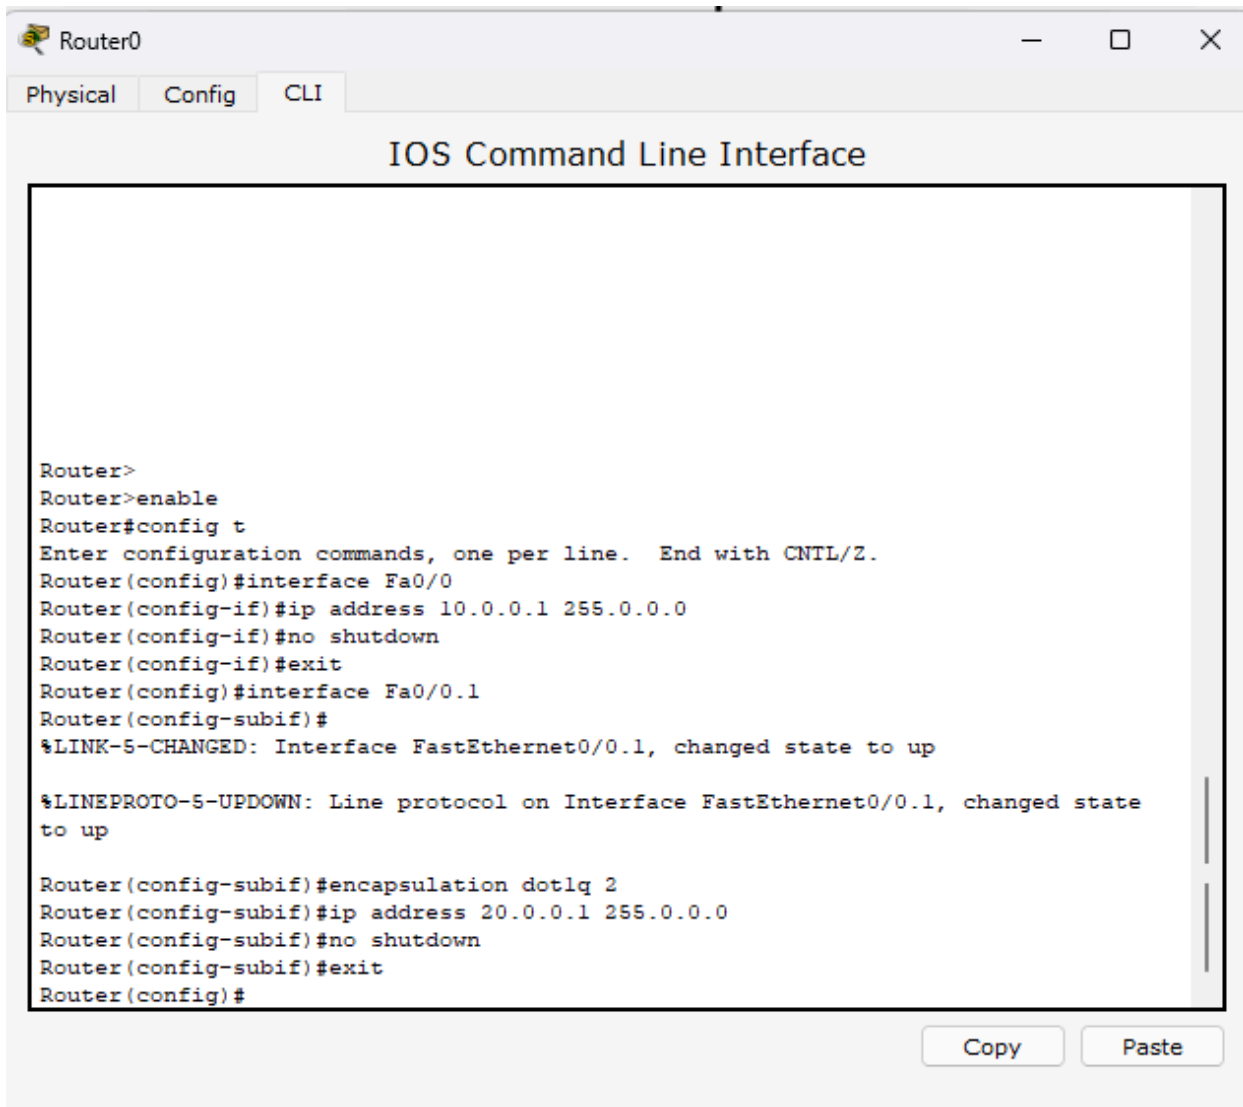 Router0
Physical Config CLI
IOS Command Line Interface
Router>
Router>enable
Router#config t
Enter configuration commands, one per line.  End with CNTL/Z.
Router(config)#interface Fa0/0
Router(config-if)#ip address 10.0.0.1 255.0.0.0
Router(config-if)#no shutdown
Router(config-if)#exit
Router(config)#interface Fa0/0.1
Router(config-subif)#
%LINK-5-CHANGED: Interface FastEthernet0/0.1, changed state to up
%LINEPROTO-5-UPDOWN: Line protocol on Interface FastEthernet0/0.1, changed state
to up
Router(config-subif)#encapsulation dot1q 2
Router(config-subif)#ip address 20.0.0.1 255.0.0.0
Router(config-subif)#no shutdown
Router(config-subif)#exit
Router(config)#
Copy Paste